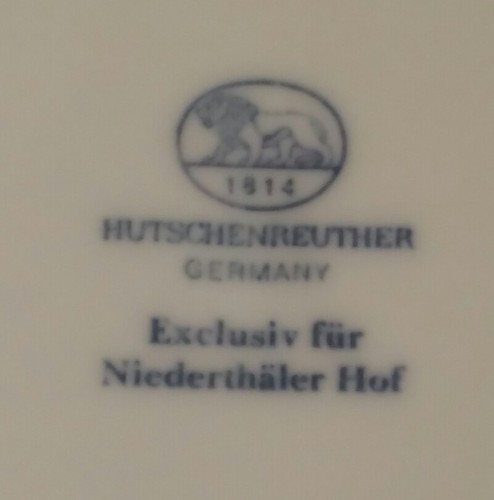 1814
HUTSCHENREUTHER
GERMANY
Exclusiv für
Niederthäler Hof